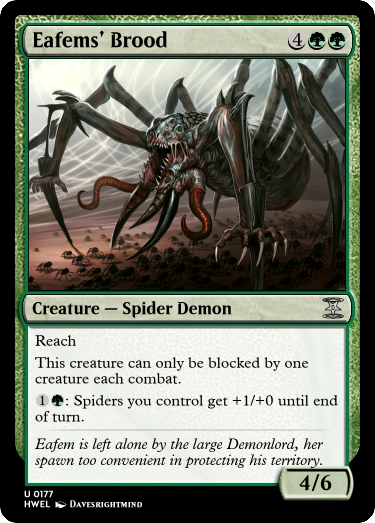 Eafems' Brood 4
Creature — Spider Demon
Reach
This creature can only be blocked by one
creature each combat.
1 : Spiders you control get +1/+0 until end
of turn.
Eafem is left alone by the large Demonlord, her
spawn too convenient in protecting his territory.
4/6
U 0177
HWEL Davesrightmind